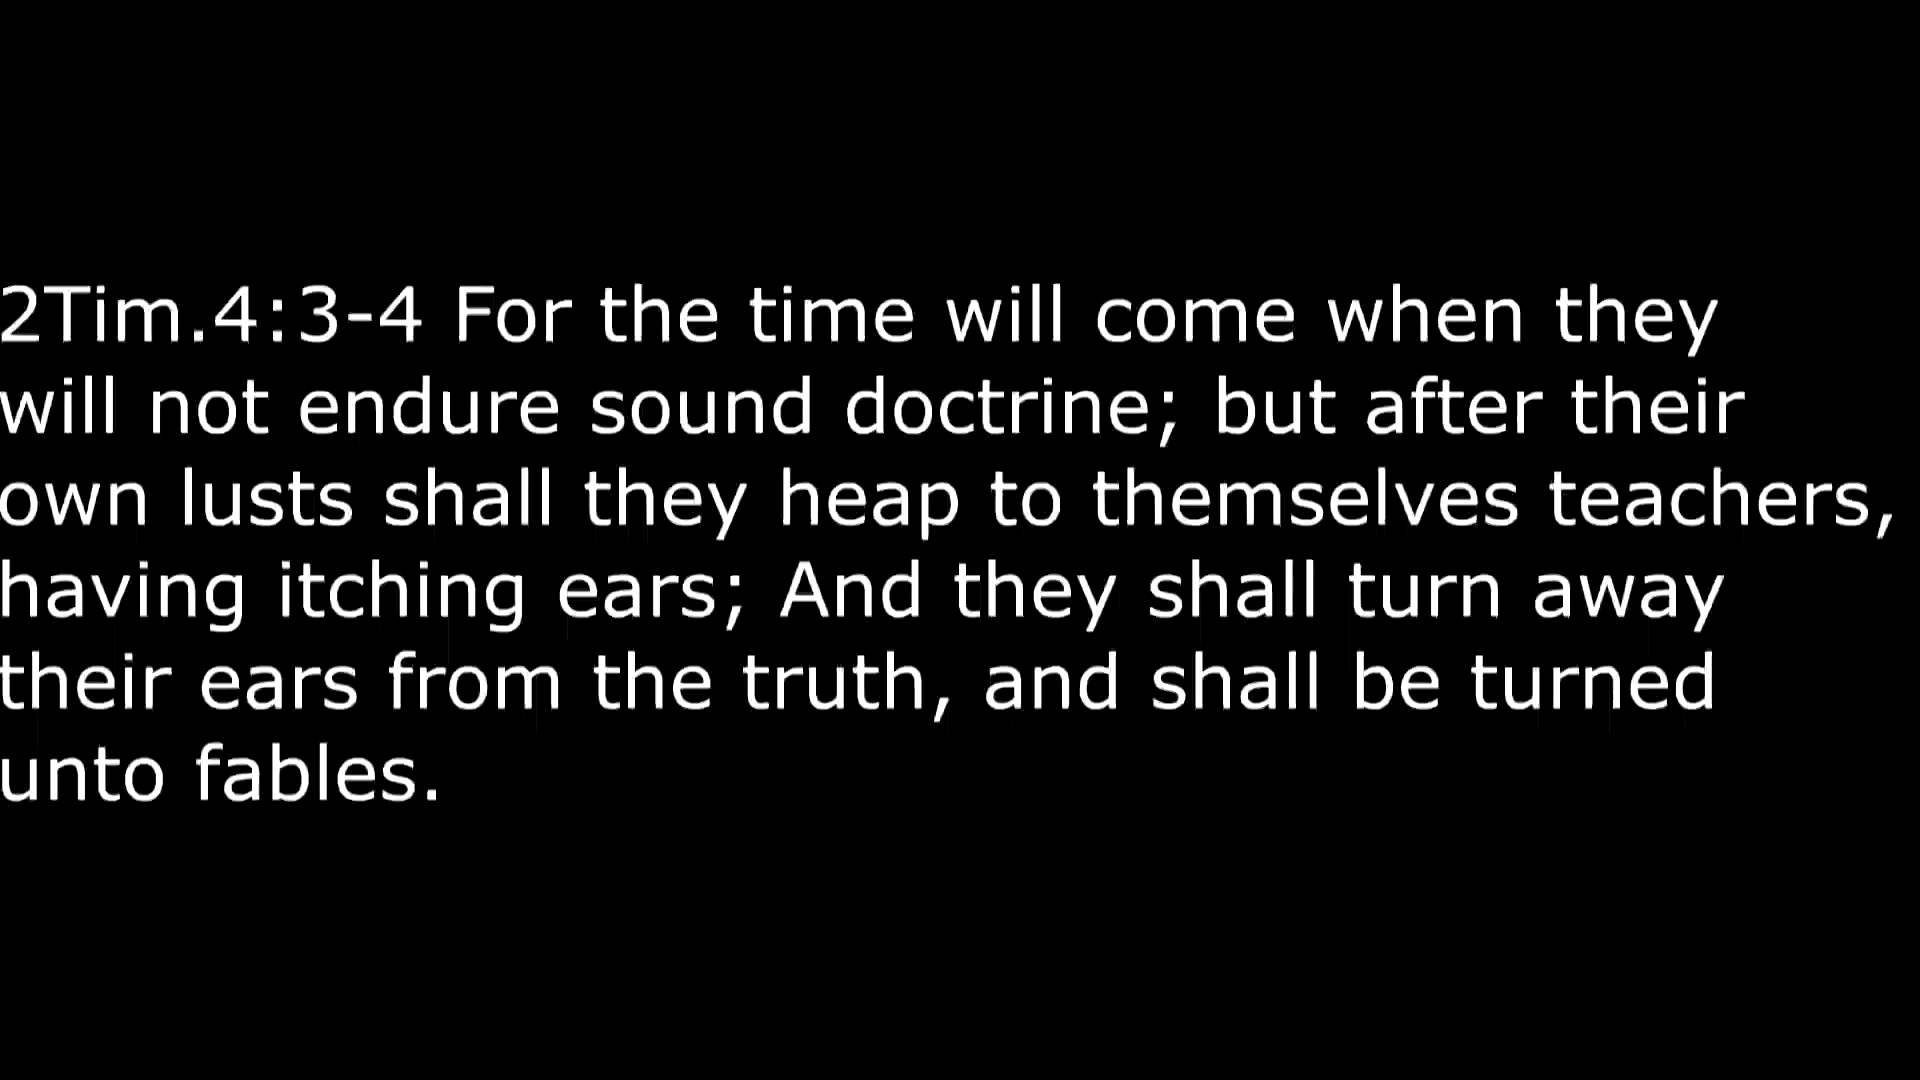 2Tim.4:3-4 For the time will come when they
will not endure sound doctrine; but after their
own lusts shall they heap to themselves teachers,
having itching ears; And they shall turn away
their ears from the truth, and shall be turned
unto fables.